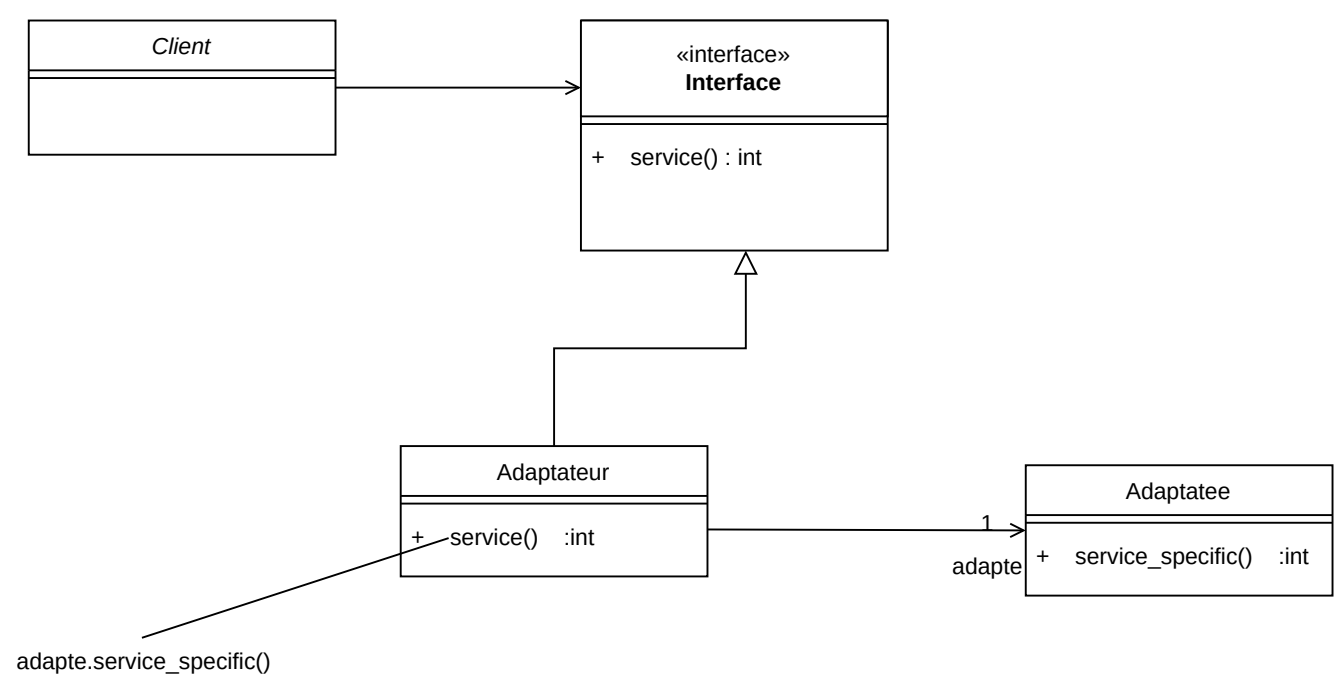 Client
«interface»
Interface
+ service() : int
Adaptateur
+ service() :int
1
adapte
Adaptatee
+ service_specific() :int
adapte.service_specific()